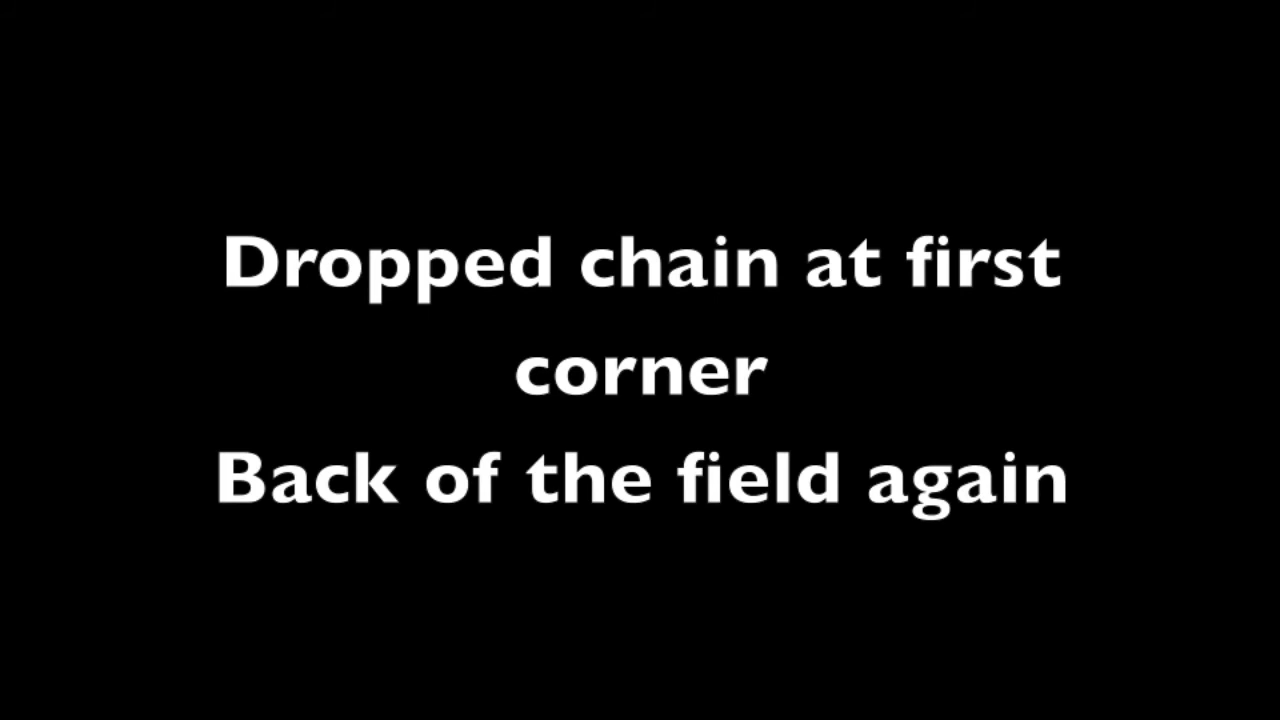 Dropped chain at first
corner
Back of the field again